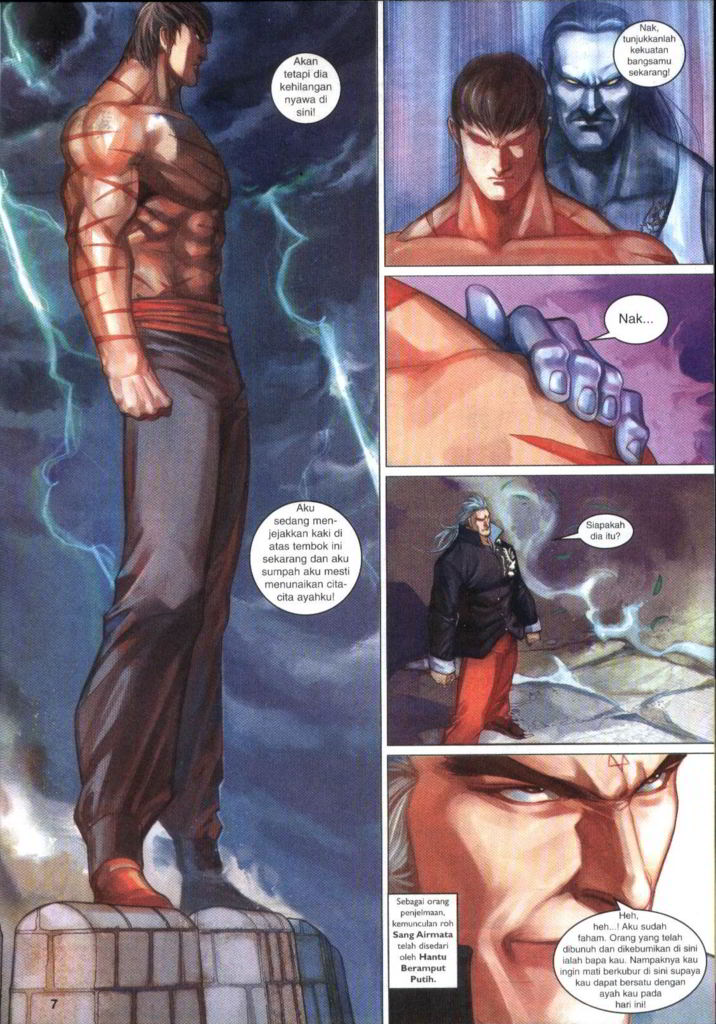 Akan
tetapi dia
kehilangan
nyawa di
sini!
Aku
sedang men-
jejakkan kaki di
atas tembok ini
sekarang dan aku
sumpah aku mesti
menunaikan cita-
cita ayahku!
Nak,
tunjukkanlah
kekuatan
bangsamu
sekarang!
Nak...
Siapakah
dia itu?
Sebagai orang
penjelmaan,
kemunculan roh
Sang Airmata
telah disedari
oleh Hantu
Beramput
Putih.
Heh,
heh...! Aku sudah
faham. Orang yang telah
dibunuh dan dikebumikan di sini
ialah bapa kau. Nampaknya kau
ingin mati berkubur di sini supaya
kau dapat bersatu dengan
ayah kau pada
hari ini!
7